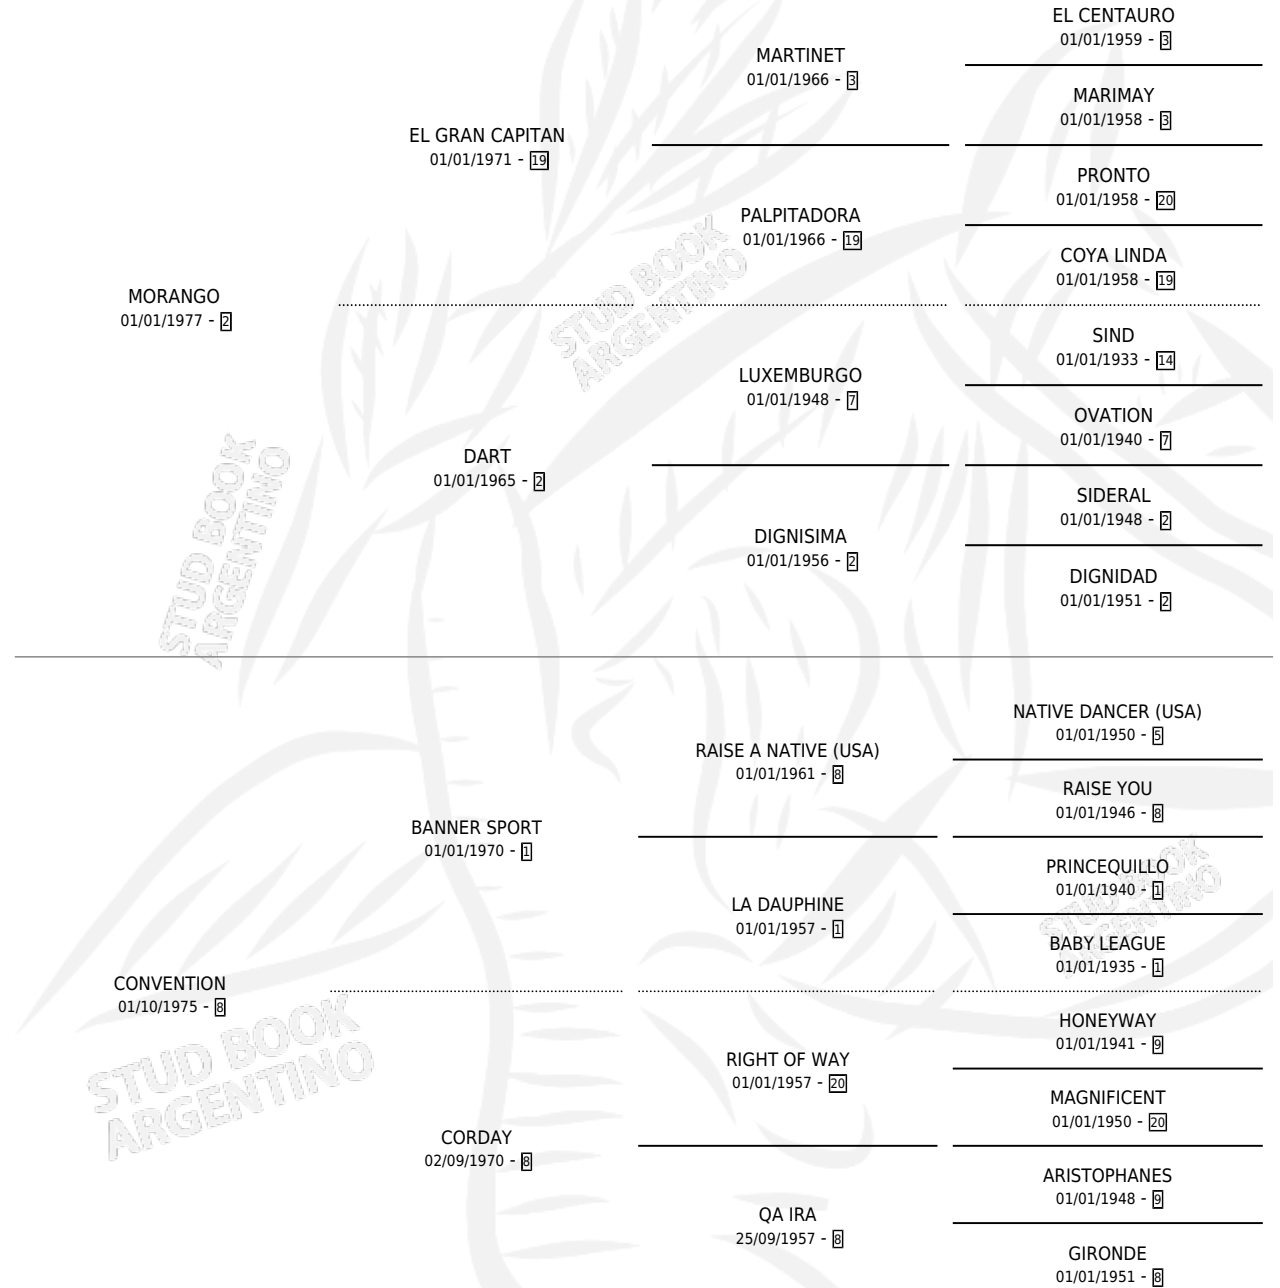 EL CENTAURO
01/01/1959 - 3
MARTINET
01/01/1966 - 3
MARIMAY
01/01/1958 - 3
EL GRAN CAPITAN
01/01/1971 - 19
PRONTO
01/01/1958 - 20
PALPITADORA
01/01/1966 - 19
COYA LINDA
01/01/1958 - 19
MORANGO
01/01/1977 - 2
SIND
01/01/1933 - 14
LUXEMBURGO
01/01/1948 - 7
OVATION
01/01/1940 - 7
DART
01/01/1965 - 2
SIDERAL
01/01/1948 - 2
DIGNISIMA
01/01/1956 - 2
DIGNIDAD
01/01/1951 - 2
STUD BOOK
ARGENTINO
STUD BOOK
ARGENTINO
NATIVE DANCER (USA)
01/01/1950 - 5
RAISE A NATIVE (USA)
01/01/1961 - 8
RAISE YOU
01/01/1946 - 8
BANNER SPORT
01/01/1970 - 1
PRINCEQUILLO
01/01/1940 - 1
LA DAUPHINE
01/01/1957 - 1
BABY LEAGUE
01/01/1935 - 1
STUD BOOK
ARGENTINO
CONVENTION
01/10/1975 - 8
HONEYWAY
01/01/1941 - 9
RIGHT OF WAY
01/01/1957 - 20
MAGNIFICENT
01/01/1950 - 20
STUD BOOK
ARGENTINO
CORDAY
02/09/1970 - 8
ARISTOPHANES
01/01/1948 - 9
QA IRA
25/09/1957 - 8
GIRONDE
01/01/1951 - 8